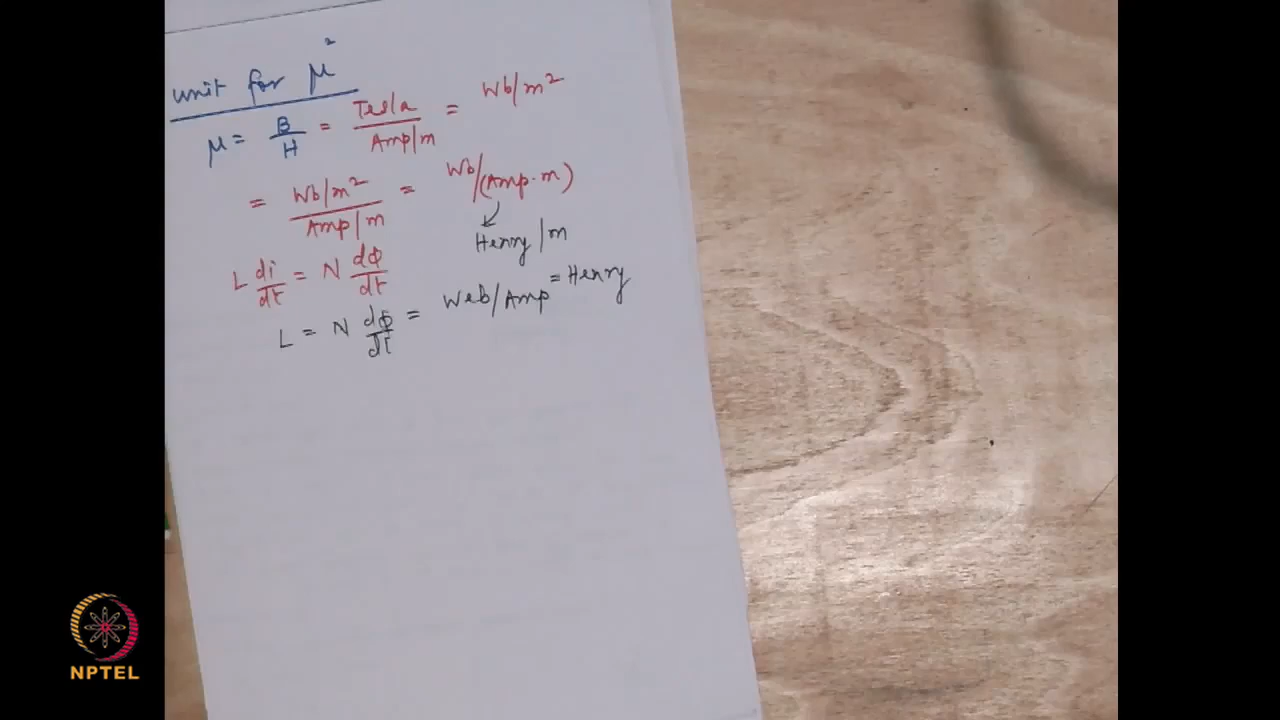 unit for μ²
μ = B/H = Tesla / Amp/m = Wb/m²
= Wb/m² / Amp/m = Wb/(Amp·m)
Henry/m
L di/dt = N dφ/dt
L = N dφ/di = Web/Amp = Henry
NPTEL